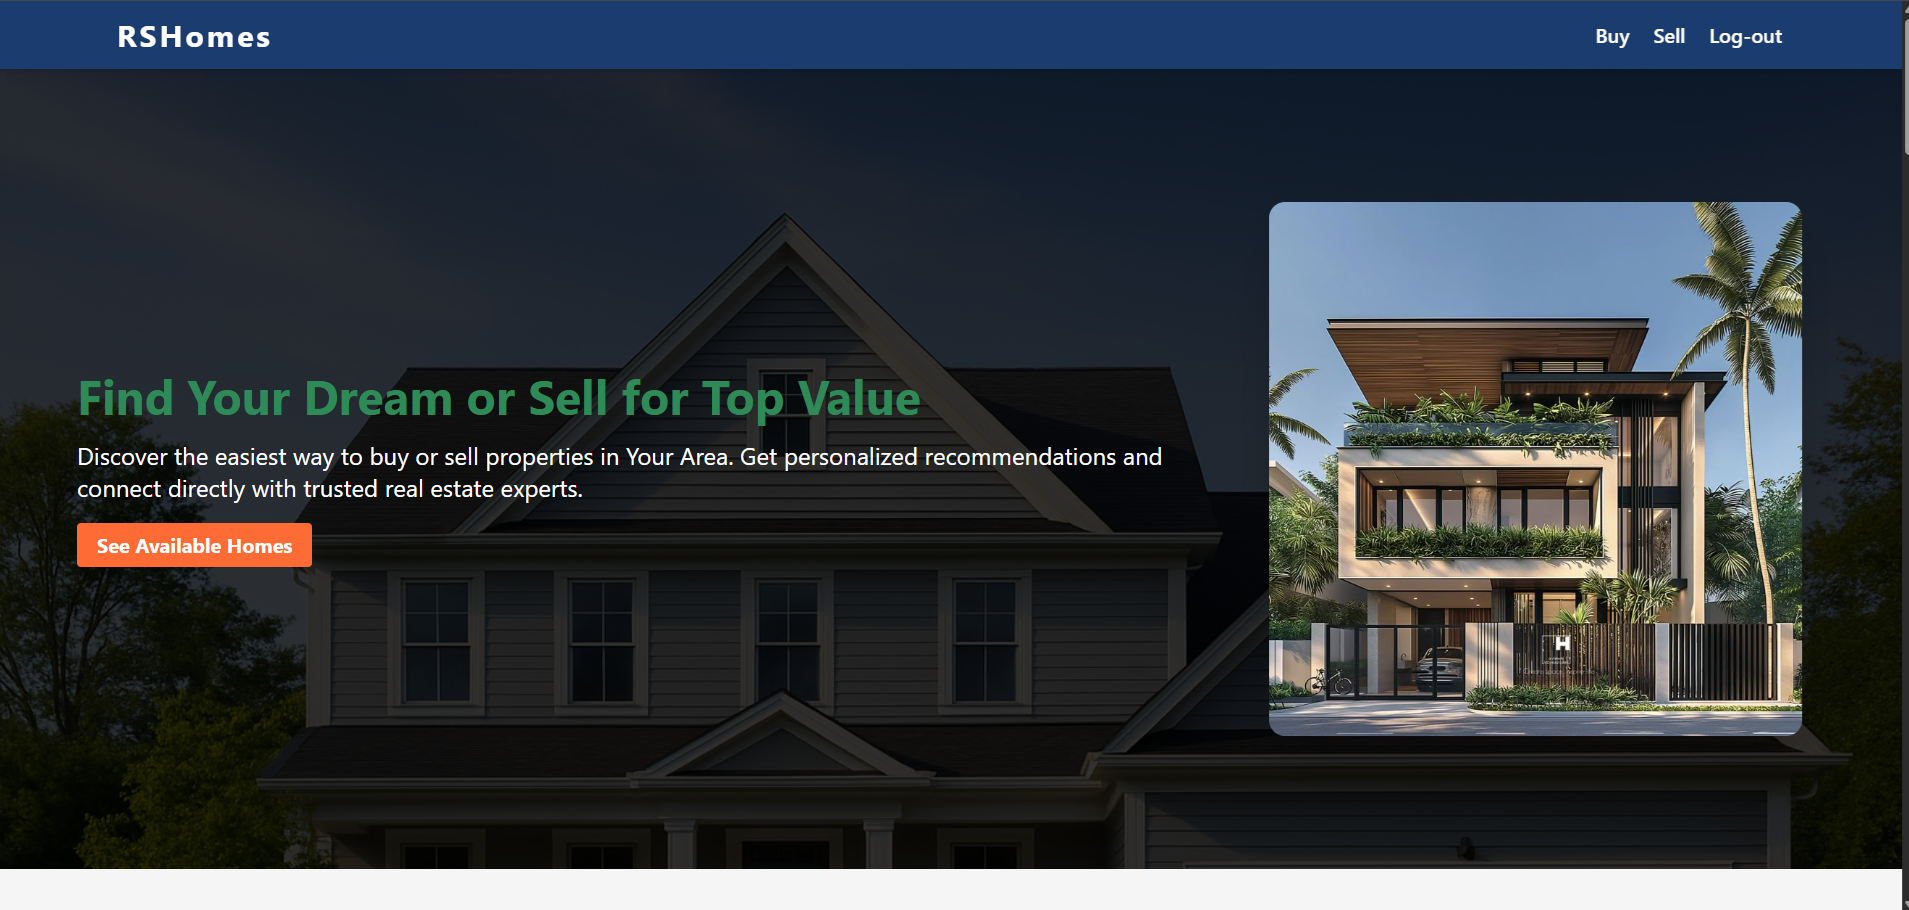 RSHomes
Buy Sell Log-out
Find Your Dream or Sell for Top Value
Discover the easiest way to buy or sell properties in Your Area. Get personalized recommendations and
connect directly with trusted real estate experts.
See Available Homes
H